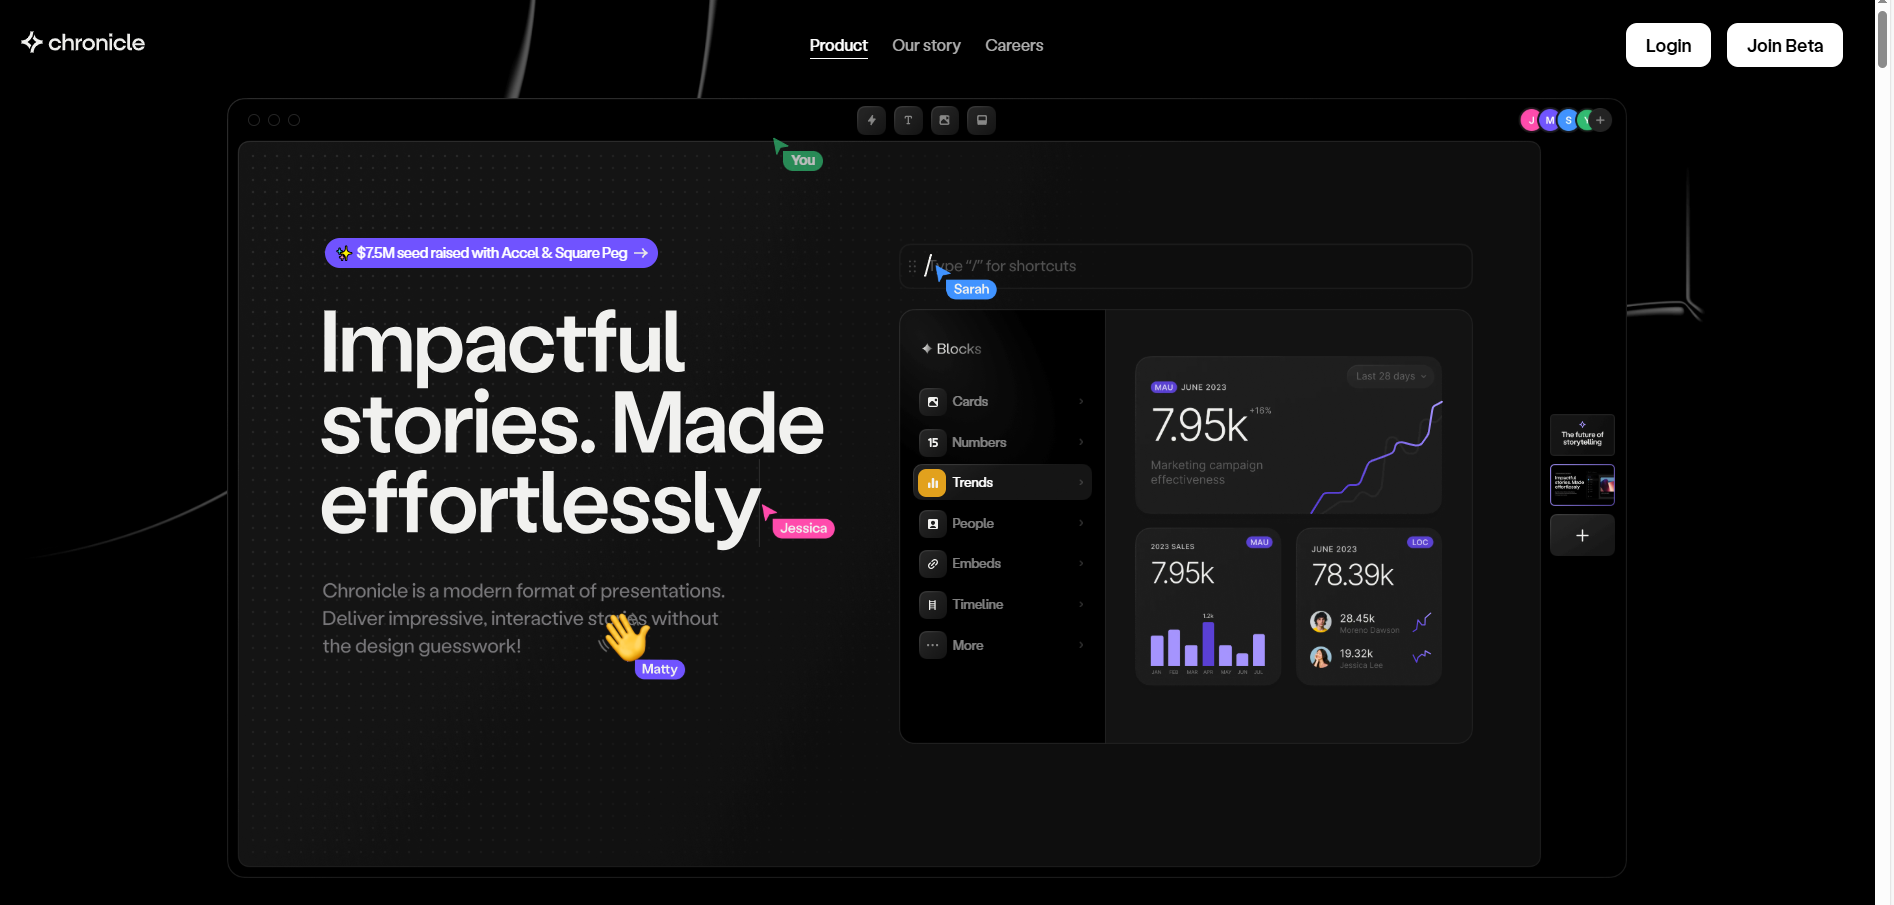 chronicle
Product
Our story
Careers
Login
Join Beta
T
J
M
S
You
$7.5M seed raised with Accel & Square Peg →
Impactful
stories. Made
effortlessly
Jessica
Chronicle is a modern format of presentations.
Deliver impressive, interactive stories without
the design guesswork!
Matty
/
Type “/” for shortcuts
Sarah
Blocks
Cards
15 Numbers
Trends
People
Embeds
Timeline
More
Last 28 days
MAU JUNE 2023
7.95k +16%
Marketing campaign
effectiveness
2023 SALES MAU
7.95k
1.2k
JAN FEB MAR APR MAY JUN JUL
LOC
JUNE 2023
78.39k
28.45k
Moreno Dawson
19.32k
Jessica Lee
The future of
storytelling
Impactful
stories. Made
effortlessly